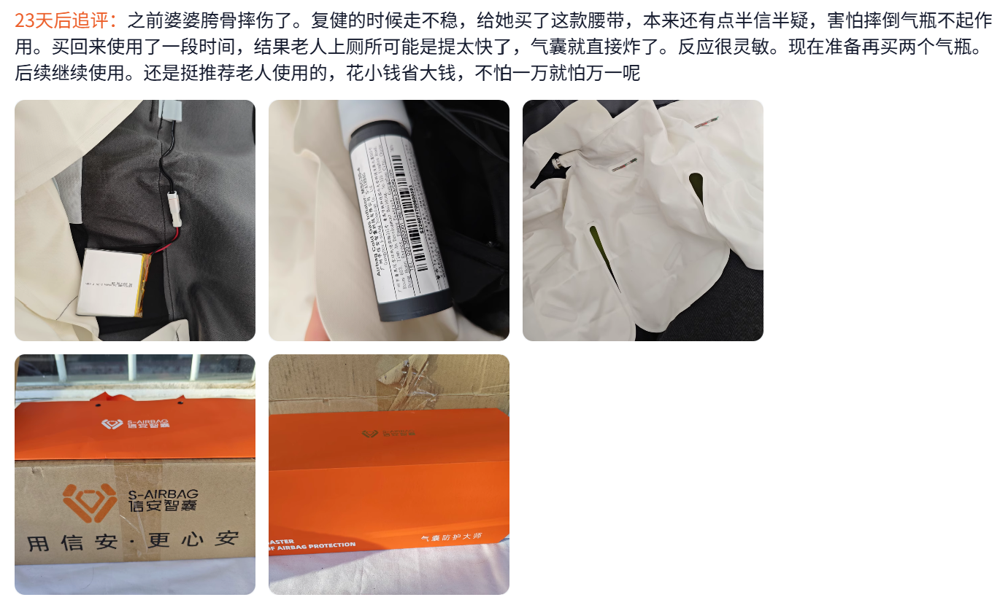 23天后追评：之前婆婆胯骨摔伤了。复健的时候走不稳，给她买了这款腰带，本来还有点半信半疑，害怕摔倒气瓶不起作
用。买回来使用了一段时间，结果老人上厕所可能是提太快了，气囊就直接炸了。反应很灵敏。现在准备再买两个气瓶。
后续继续使用。还是挺推荐老人使用的，花小钱省大钱，不怕一万就怕万一呢
Airbag Cold Gas Inflator
S-AIRBAG
信安智囊
S-AIRBAG
信安智囊
用信安·更心安
ASTER
OF AIRBAG PROTECTION
气囊防护大师